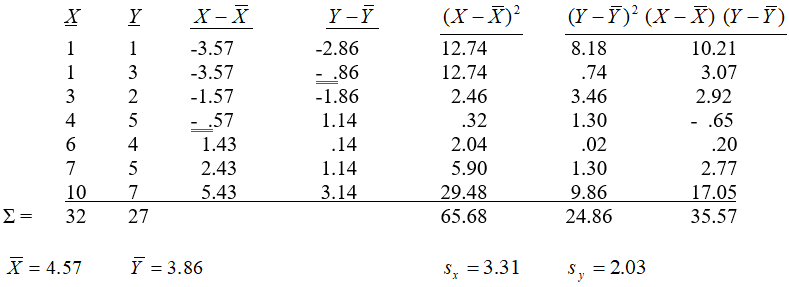 X Y X – X̅ Y – Y̅ (X – X̅)² (Y – Y̅)² (X – X̅) (Y – Y̅)
1 1 -3.57 -2.86 12.74 8.18 10.21
1 3 -3.57 - .86 12.74 .74 3.07
3 2 -1.57 -1.86 2.46 3.46 2.92
4 5 - .57 1.14 .32 1.30 - .65
6 4 1.43 .14 2.04 .02 .20
7 5 2.43 1.14 5.90 1.30 2.77
10 7 5.43 3.14 29.48 9.86 17.05
Σ = 32 27 65.68 24.86 35.57
X̅ = 4.57 Y̅ = 3.86 sₓ = 3.31 s_y = 2.03